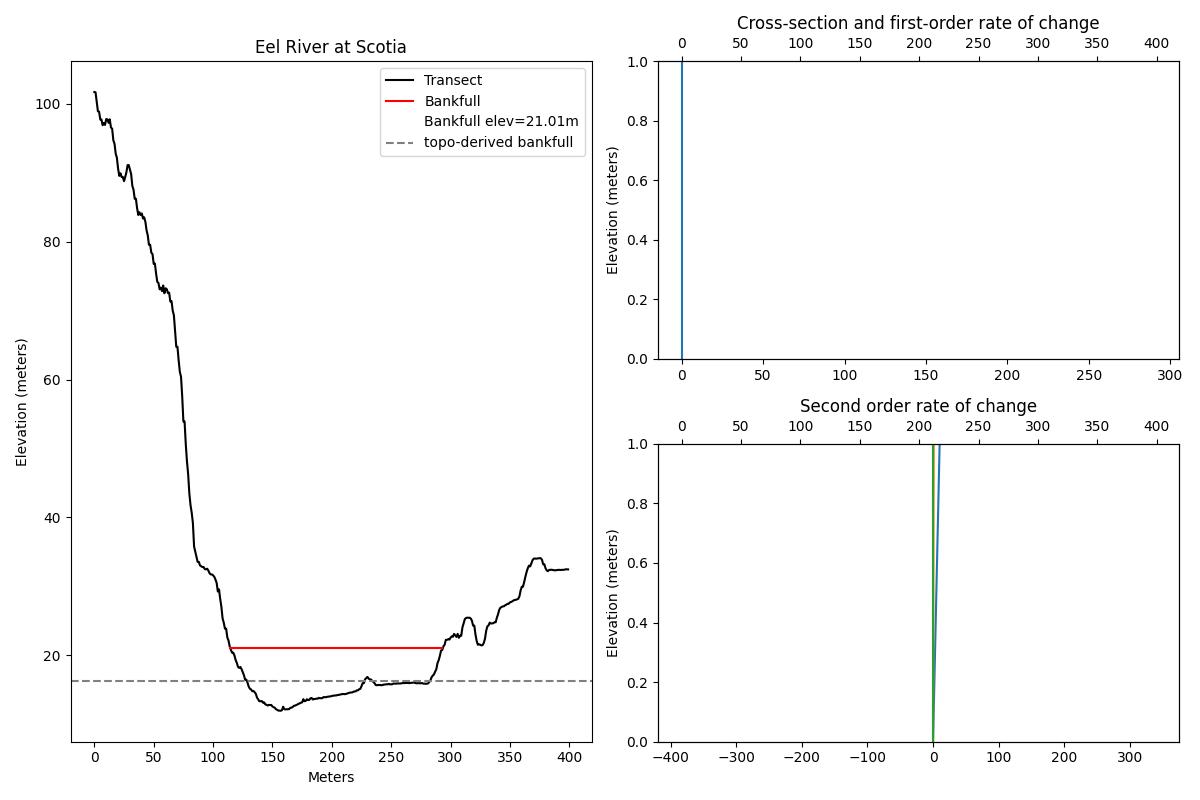 Eel River at Scotia
Transect
Bankfull
Bankfull elev=21.01m
topo-derived bankfull
100
80
60
40
20
Elevation (meters)
0 50 100 150 200 250 300 350 400
Meters
Cross-section and first-order rate of change
0 50 100 150 200 250 300 350 400
1.0
0.8
0.6
0.4
0.2
0.0
Elevation (meters)
0 50 100 150 200 250 300
Second order rate of change
0 50 100 150 200 250 300 350 400
1.0
0.8
0.6
0.4
0.2
0.0
Elevation (meters)
−400 −300 −200 −100 0 100 200 300